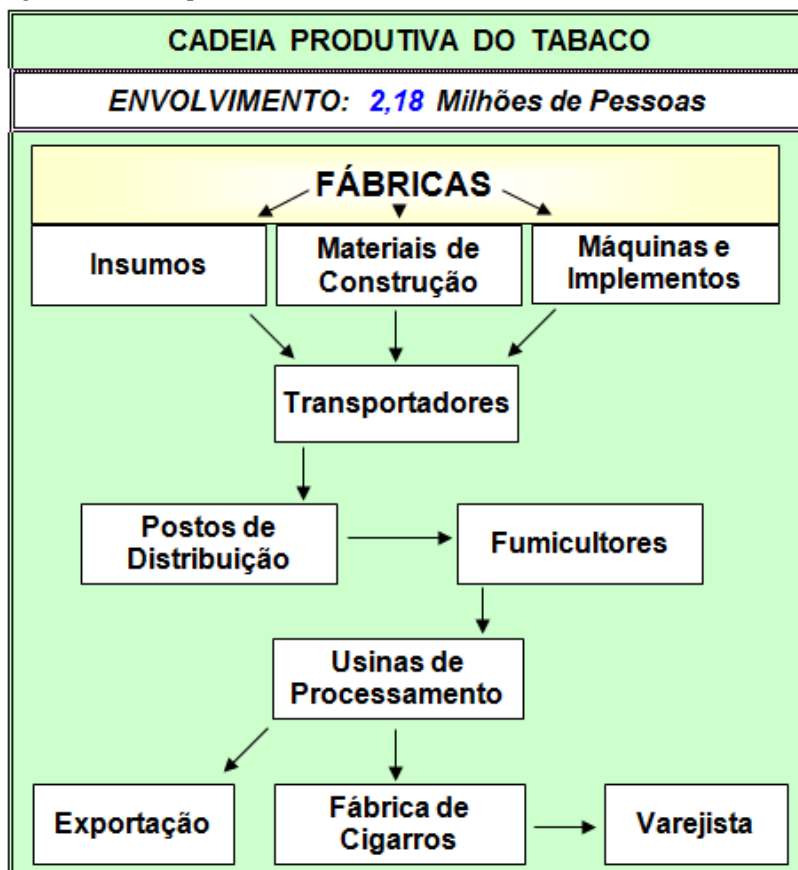 CADEIA PRODUTIVA DO TABACO
ENVOLVIMENTO: 2,18 Milhões de Pessoas
FÁBRICAS
Insumos
Materiais de
Construção
Máquinas e
Implementos
Transportadores
Postos de
Distribuição
Fumicultores
Usinas de
Processamento
Exportação
Fábrica de
Cigarros
Varejista